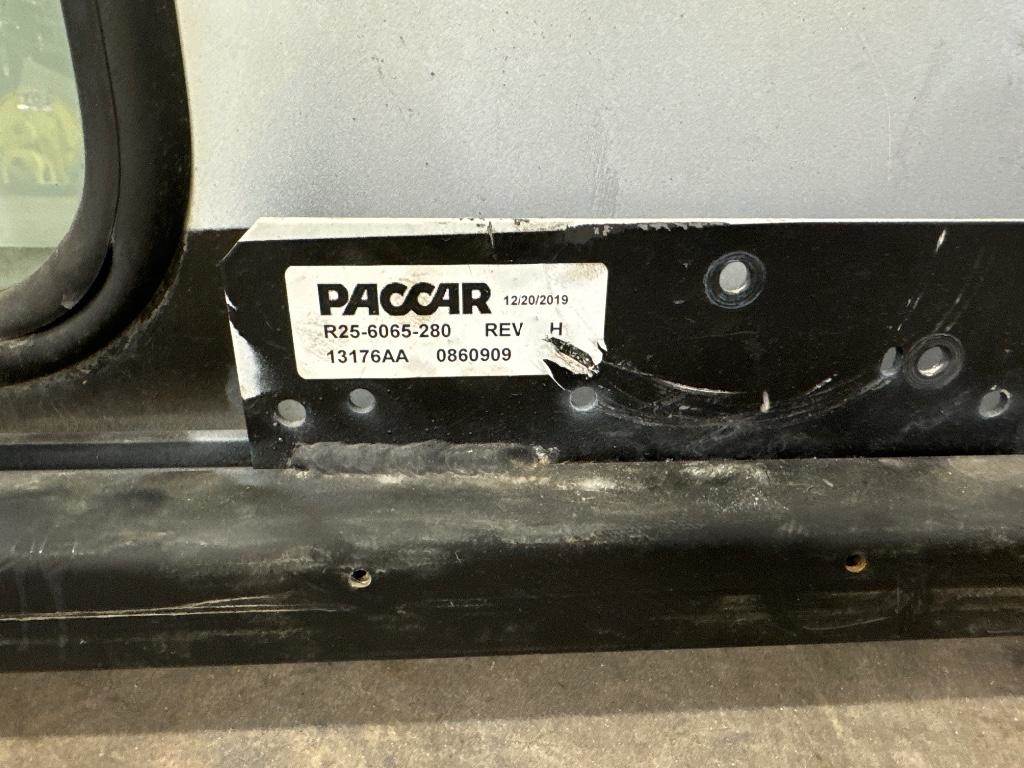 PACCAR 12/20/2019
R25-6065-280 REV H
13176AA 0860909